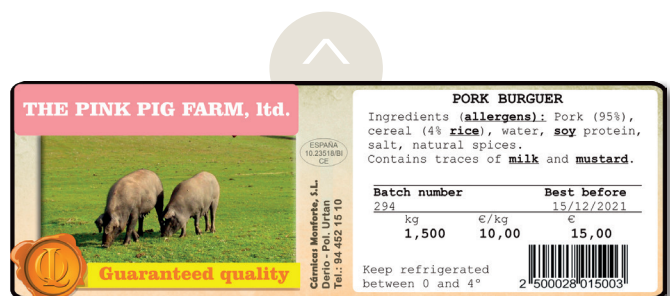 THE PINK PIG FARM, ltd.
Guaranteed quality
ESPAÑA
10.23518/BI
CE
Cárnicas Monforte, S.L.
Derio - Pol. Urtan
Tel.: 94 452 15 10
PORK BURGUER
Ingredients (allergens): Pork (95%),
cereal (4% rice), water, soy protein,
salt, natural spices.
Contains traces of milk and mustard.
Batch number Best before
294 15/12/2021
kg €/kg €
1,500 10,00 15,00
Keep refrigerated
between 0 and 4°
2 500028 015003